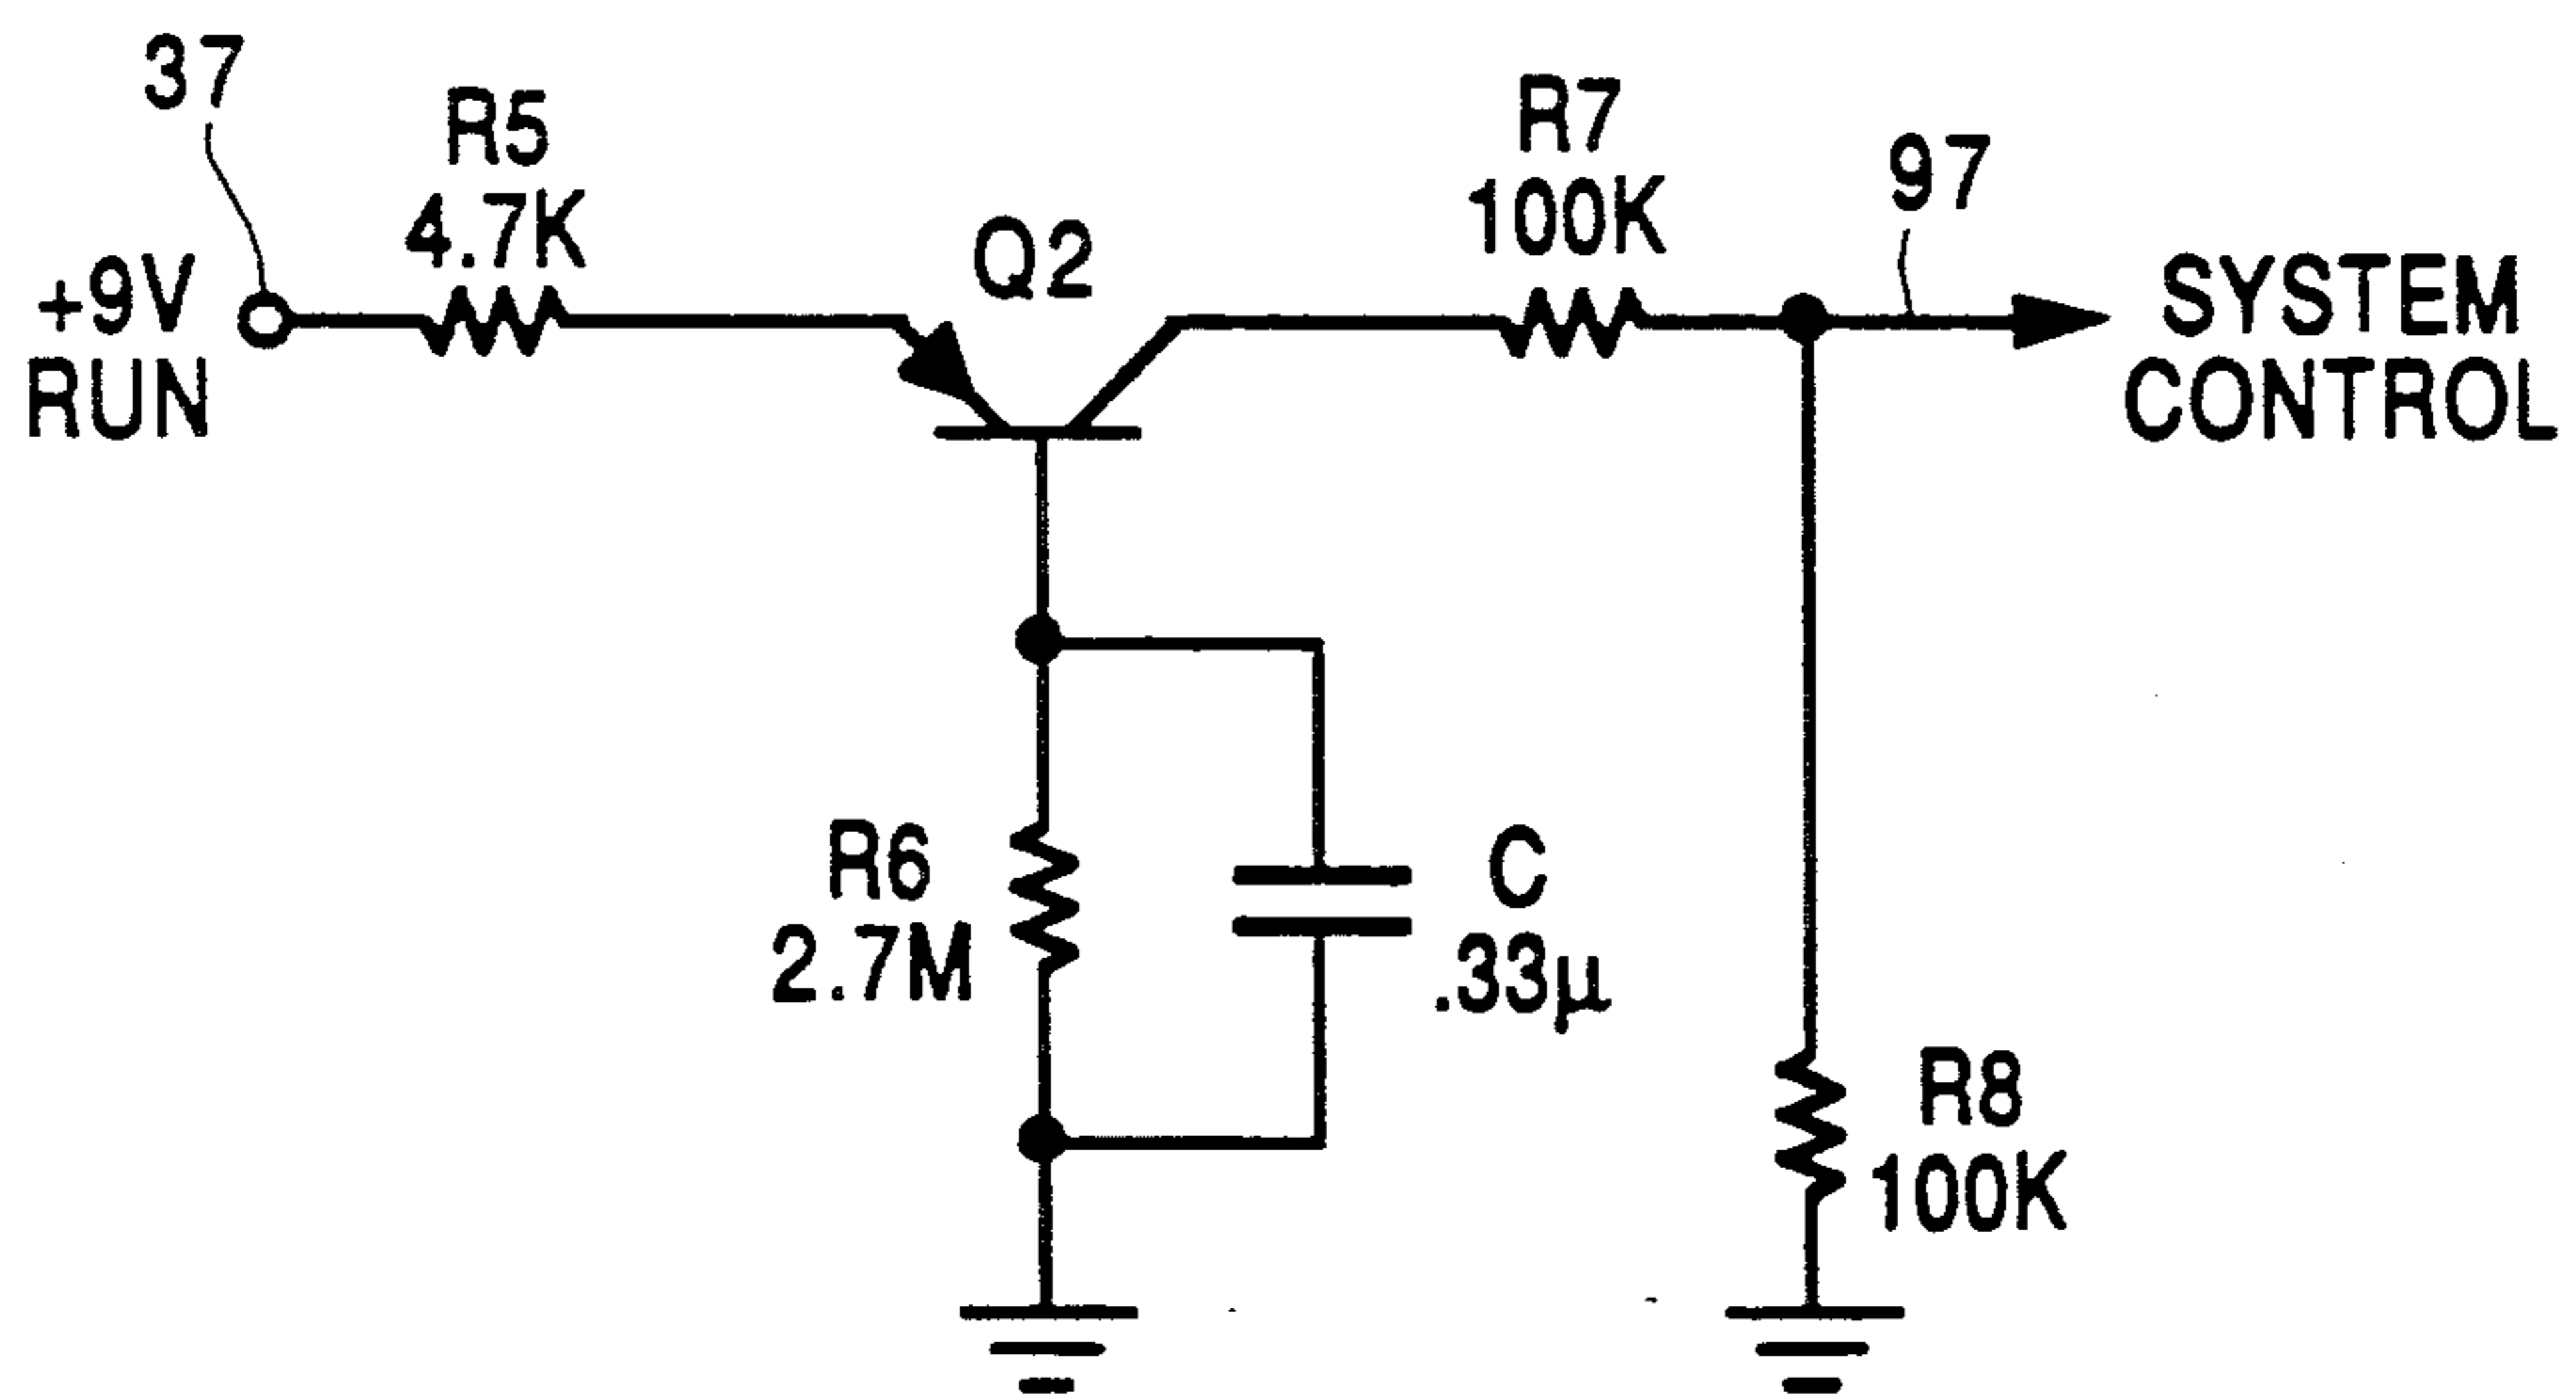 37
R5
4.7K
+9V
RUN
Q2
R7
100K
97
SYSTEM
CONTROL
R6
2.7M
C
.33µ
R8
100K